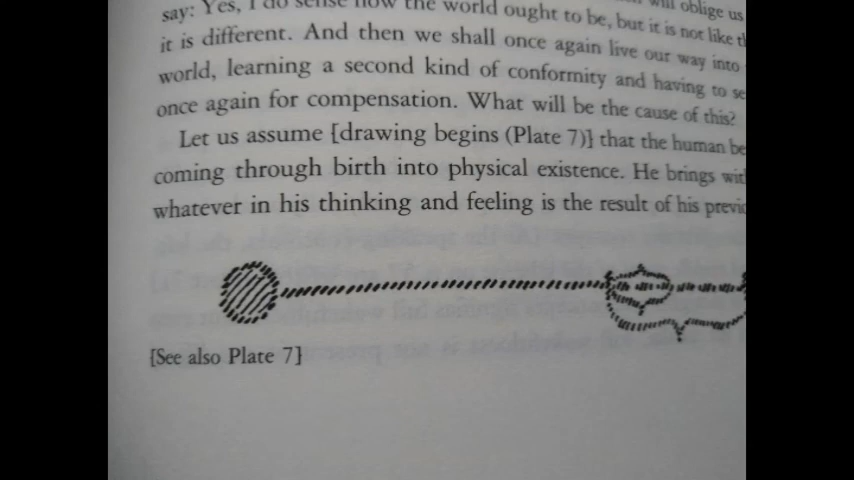 will oblige us
say: Yes, I do sense how the world ought to be, but it is not like
it is different. And then we shall once again live our way into
world, learning a second kind of conformity and having to
once again for compensation. What will be the cause of this?
Let us assume [drawing begins (Plate 7)] that the human
coming through birth into physical existence. He brings
whatever in his thinking and feeling is the result of his
[See also Plate 7]